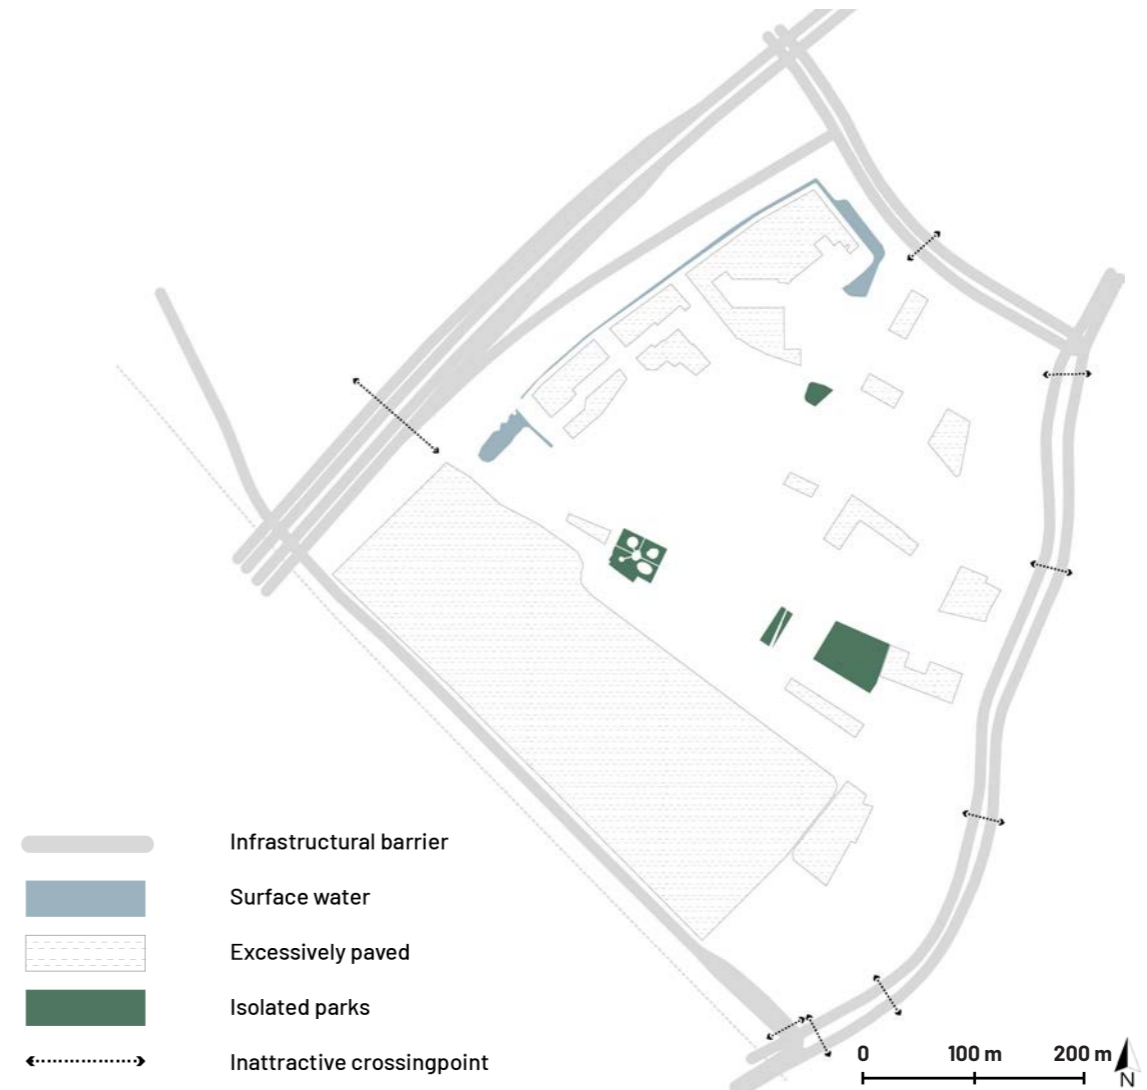 Infrastructural barrier
Surface water
Excessively paved
Isolated parks
Inattractive crossingpoint
0 100 m 200 m
N